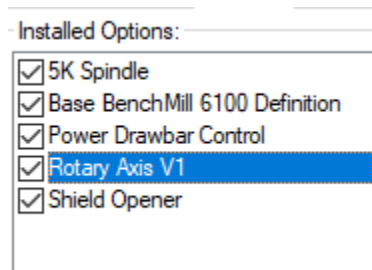 Installed Options:
5K Spindle
Base BenchMill 6100 Definition
Power Drawbar Control
Rotary Axis V1
Shield Opener